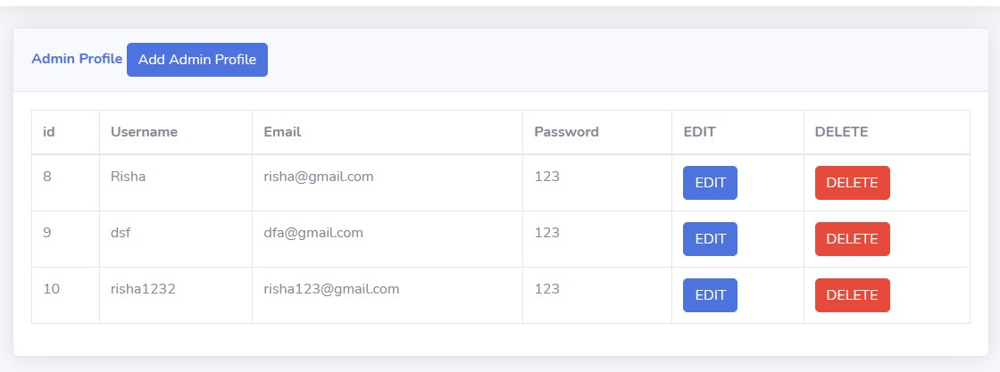 Admin Profile Add Admin Profile
id Username Email Password EDIT DELETE
8 Risha risha@gmail.com 123 EDIT DELETE
9 dsf dfa@gmail.com 123 EDIT DELETE
10 risha1232 risha123@gmail.com 123 EDIT DELETE